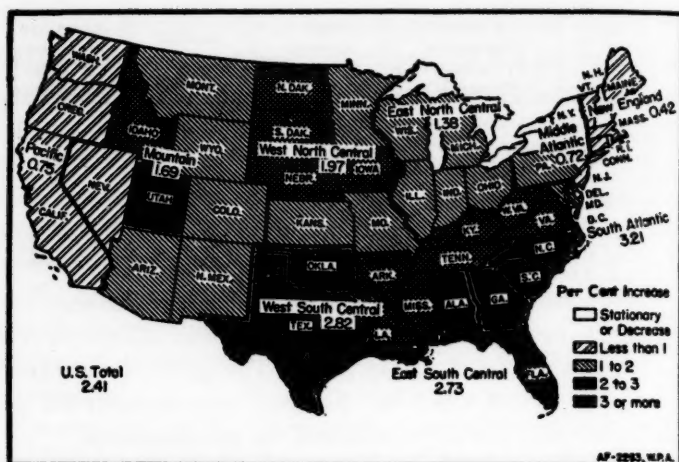 WASH.
OREG.
CALIF.
NEV.
Pacific
0.75
IDAHO
MONT.
WYO.
Mountain
1.69
UTAH
COLO.
ARIZ.
N. MEX.
N. DAK.
S. DAK.
West North Central
1.97
NEBR.
IOWA
KANS.
MO.
MINN.
East North Central
1.38
WIS.
MICH.
ILL.
IND.
OHIO
N.Y.
Middle
Atlantic
0.72
PA.
N. H.
VT.
MAINE
New England
MASS. 0.42
R. I.
CONN.
N. J.
DEL.
MD.
D. C.
South Atlantic
3.21
W. VA.
VA.
KY.
N. C.
TENN.
S. C.
OKLA.
ARK.
MISS.
ALA.
GA.
West South Central
2.82
TEX.
LA.
FLA.
U.S. Total
2.41
East South Central
2.73
Per Cent Increase
Stationary
or Decrease
Less than 1
1 to 2
2 to 3
3 or more
AF-2293, W.P.A.